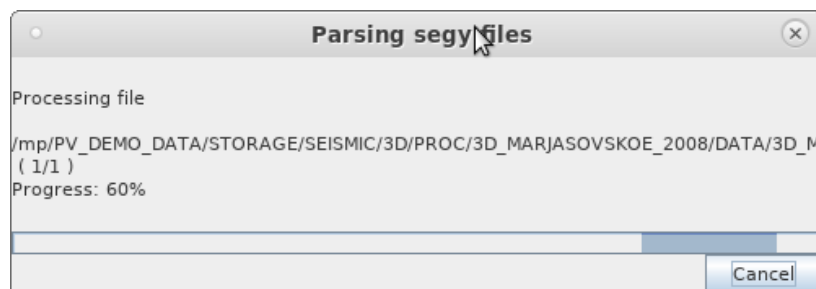 Parsing segy files
Processing file
/mp/PV_DEMO_DATA/STORAGE/SEISMIC/3D/PROC/3D_MARJASOVSKOE_2008/DATA/3D_M
( 1/1 )
Progress: 60%
Cancel